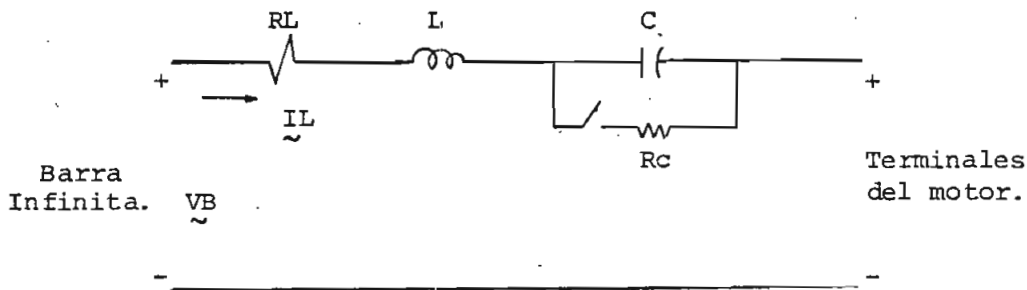 RL
L
C
+
+
IL
Rc
Barra
Infinita.
VB
Terminales
del motor.
-
-